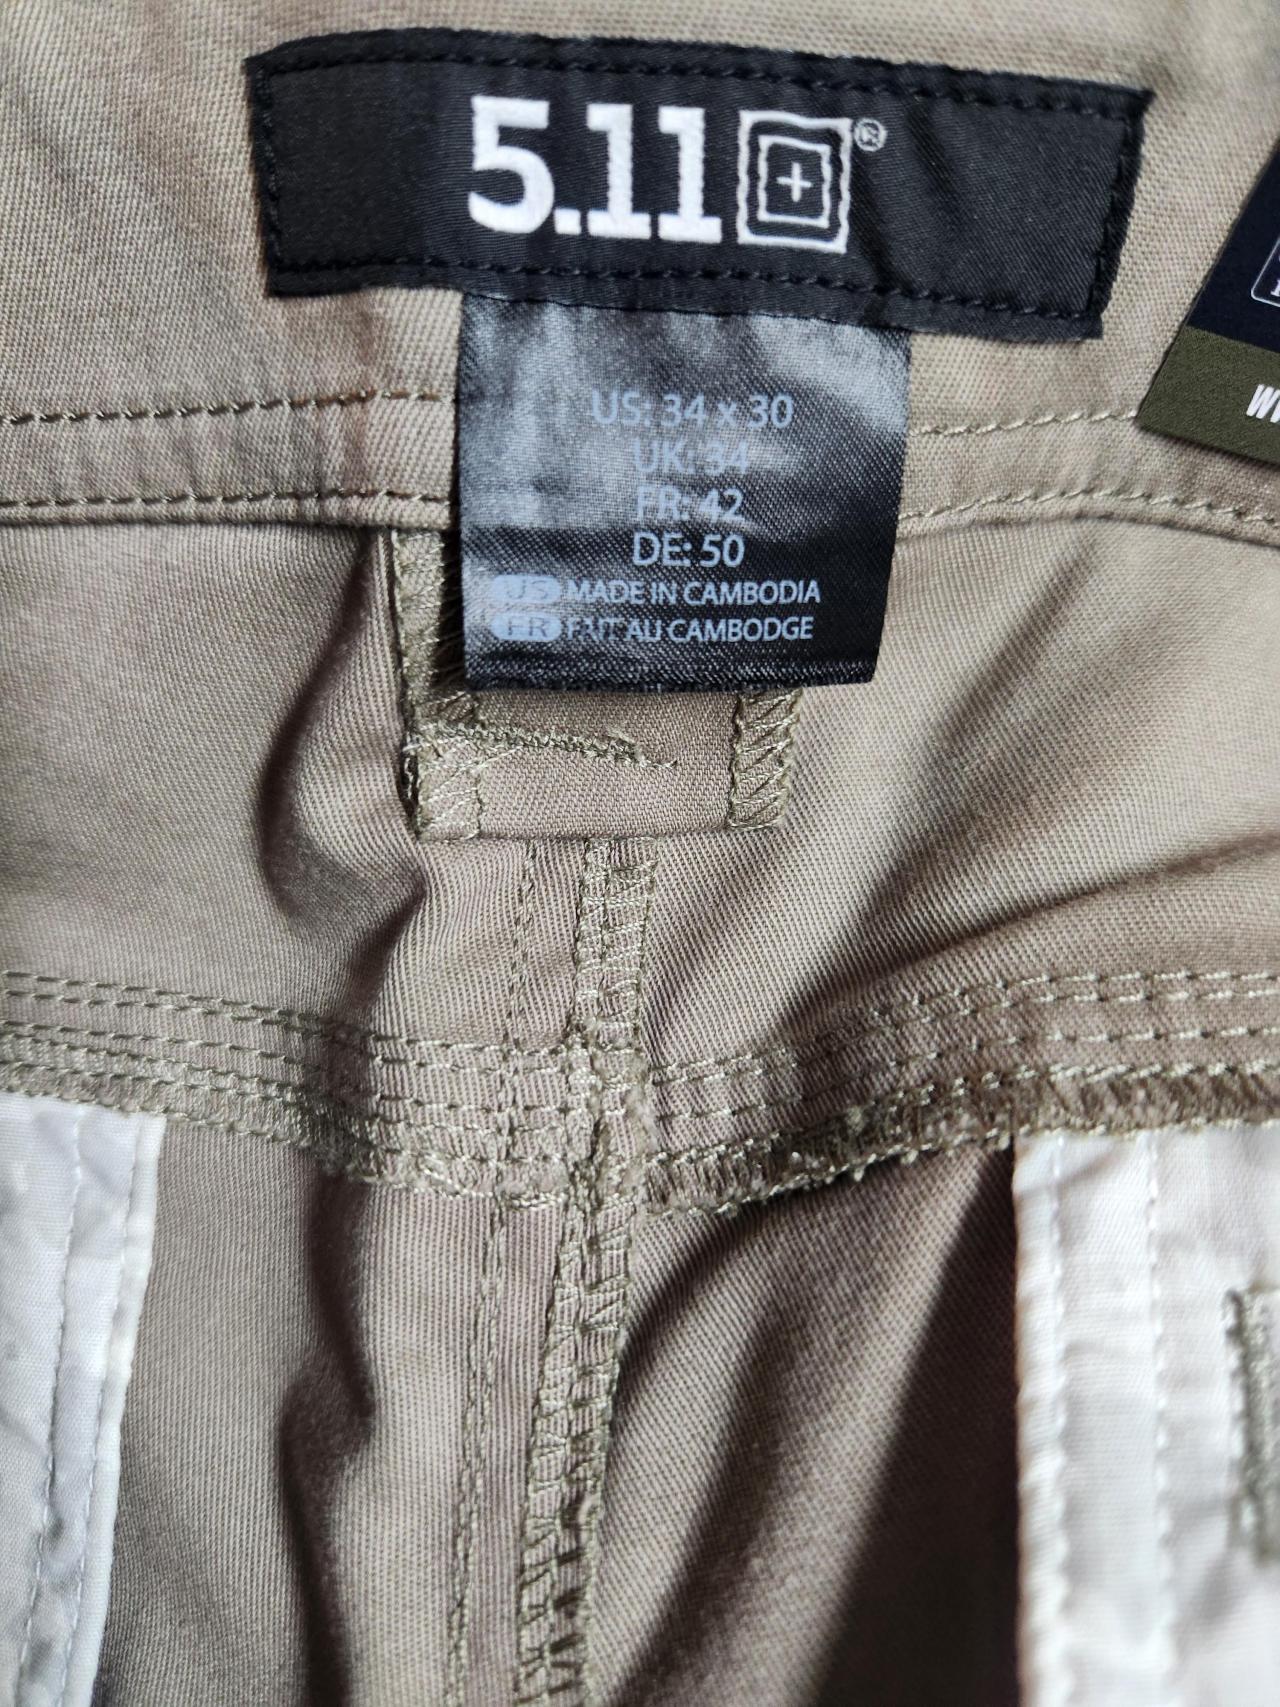 5.11®
US: 34 x 30
UK: 34
FR: 42
DE: 50
US MADE IN CAMBODIA
FR FAIT AU CAMBODGE